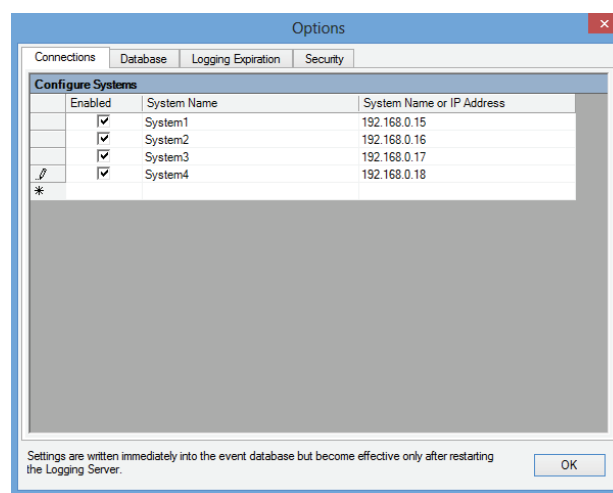 Options
Connections Database Logging Expiration Security
Configure Systems
Enabled System Name System Name or IP Address
System1 192.168.0.15
System2 192.168.0.16
System3 192.168.0.17
System4 192.168.0.18
Settings are written immediately into the event database but become effective only after restarting
the Logging Server.
OK